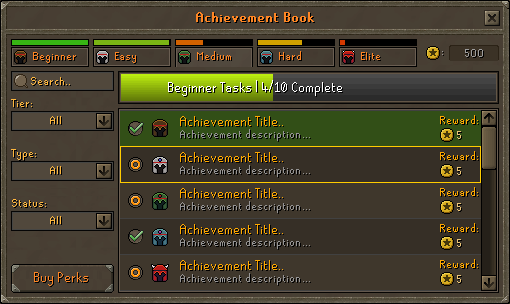 Achievement Book
Beginner
Easy
Medium
Hard
Elite
: 500
Search..
Beginner Tasks | 4/10 Complete
Tier:
All
Type:
All
Status:
All
Buy Perks
Achievement Title..
Achievement description...
Reward:
5
Achievement Title..
Achievement description...
Reward:
5
Achievement Title..
Achievement description...
Reward:
5
Achievement Title..
Achievement description...
Reward:
5
Achievement Title..
Achievement description...
Reward:
5